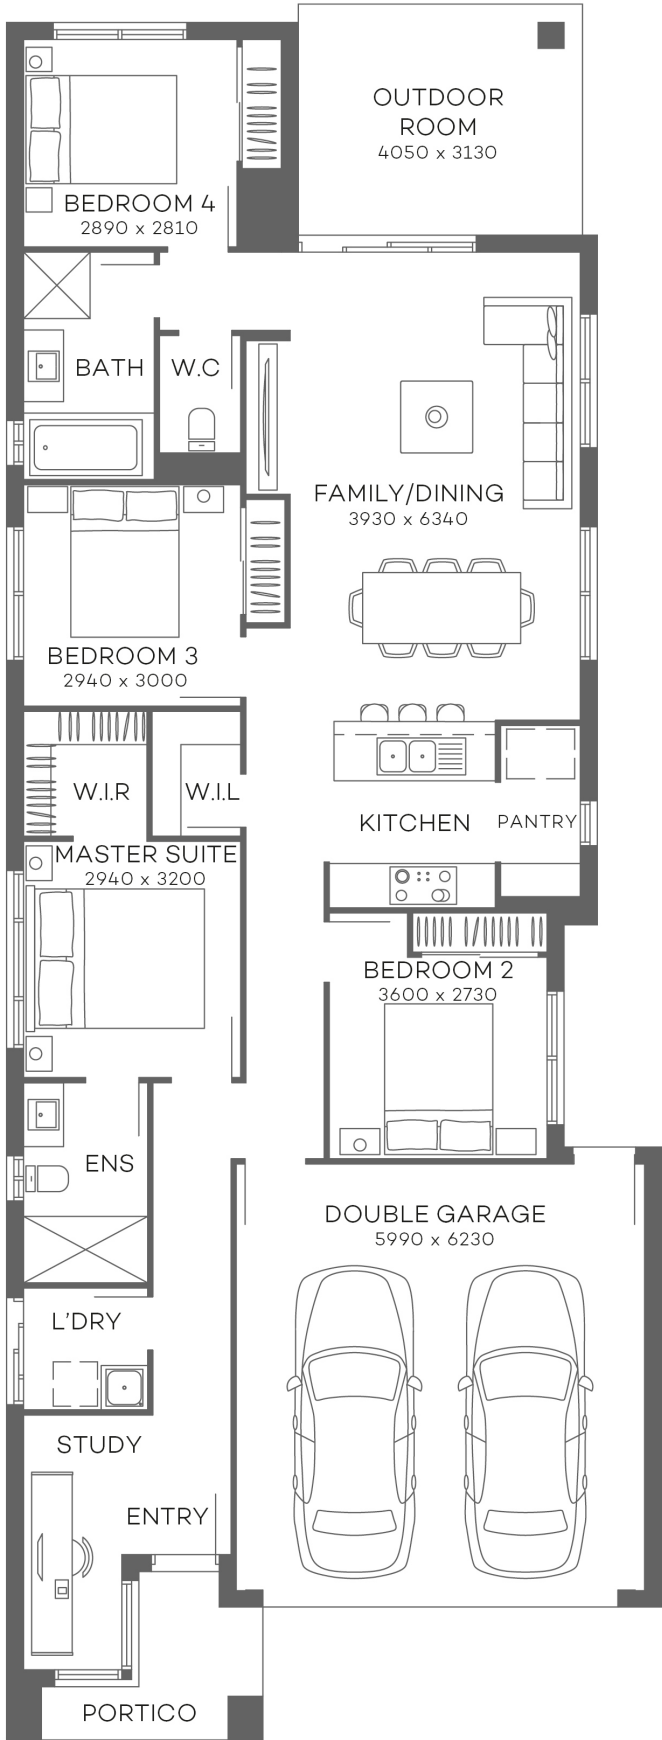 OUTDOOR
ROOM
4050 x 3130
BEDROOM 4
2890 x 2810
BATH
W.C
FAMILY/DINING
3930 x 6340
BEDROOM 3
2940 x 3000
W.I.R
W.I.L
KITCHEN
PANTRY
MASTER SUITE
2940 x 3200
BEDROOM 2
3600 x 2730
ENS
DOUBLE GARAGE
5990 x 6230
L'DRY
STUDY
ENTRY
PORTICO